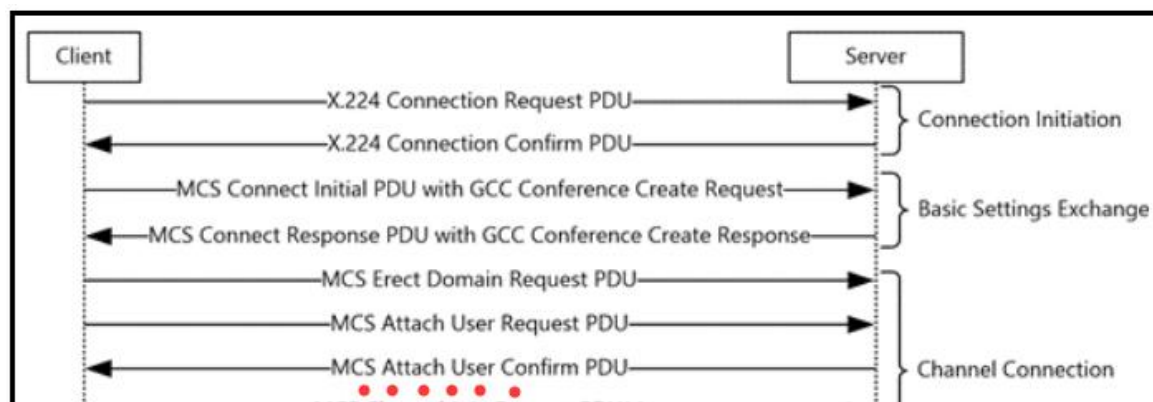 Client
Server
X.224 Connection Request PDU
X.224 Connection Confirm PDU
Connection Initiation
MCS Connect Initial PDU with GCC Conference Create Request
MCS Connect Response PDU with GCC Conference Create Response
Basic Settings Exchange
MCS Erect Domain Request PDU
MCS Attach User Request PDU
MCS Attach User Confirm PDU
Channel Connection